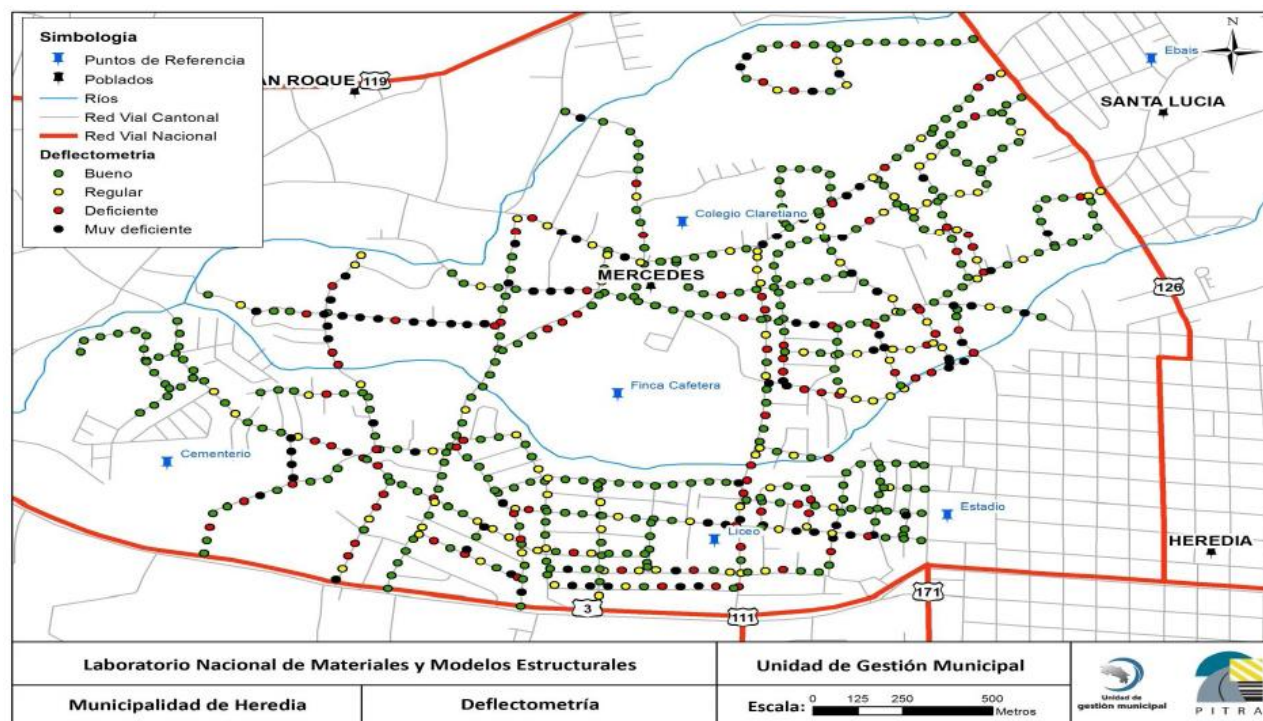 Simbología
Puntos de Referencia
Poblados
Ríos
Red Vial Cantonal
Red Vial Nacional
Deflectometría
Bueno
Regular
Deficiente
Muy deficiente
AN ROQUE
119
N
Ebais
SANTA LUCIA
Colegio Claretiano
MERCEDES
126
Finca Cafetera
Cementerio
Estadio
Liceo
HEREDIA
3
111
171
Laboratorio Nacional de Materiales y Modelos Estructurales
Unidad de Gestión Municipal
Municipalidad de Heredia
Deflectometría
Escala: 0 125 250 500
Metros
Unidad de
gestión municipal
PITRA